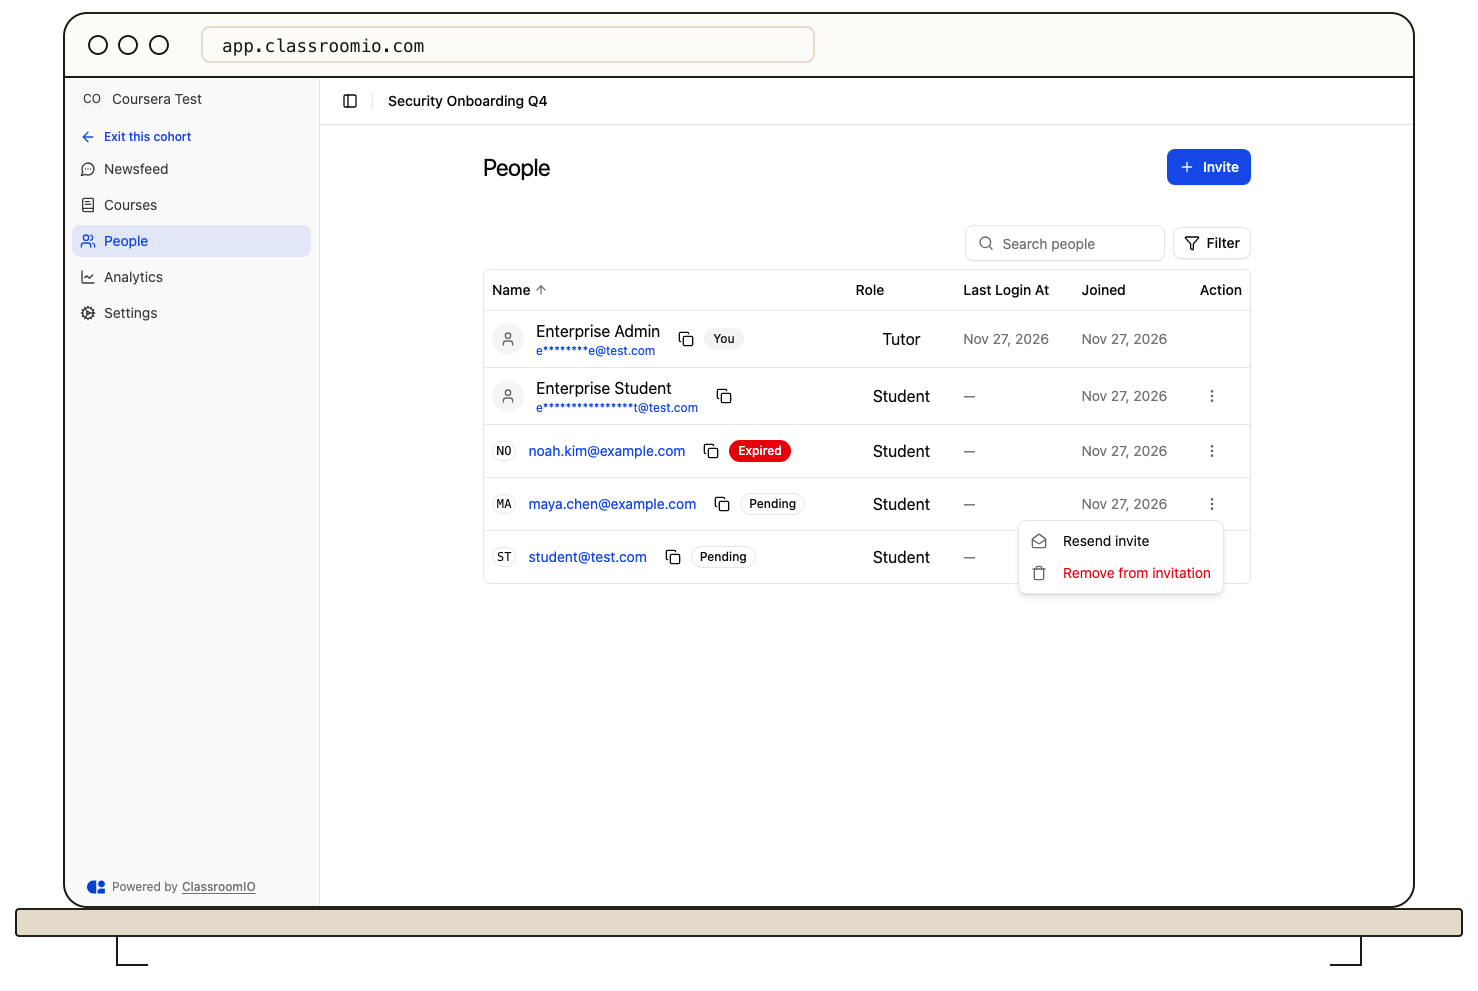 app.classroomio.com
CO Coursera Test
Exit this cohort
Newsfeed
Courses
People
Analytics
Settings
Powered by ClassroomIO
Security Onboarding Q4
People
Invite
Search people
Filter
Name Role Last Login At Joined Action
Enterprise Admin You Tutor Nov 27, 2026 Nov 27, 2026
e********e@test.com
Enterprise Student Student — Nov 27, 2026
e****************t@test.com
NO noah.kim@example.com Expired Student — Nov 27, 2026
MA maya.chen@example.com Pending Student — Nov 27, 2026
ST student@test.com Pending Student —
Resend invite
Remove from invitation